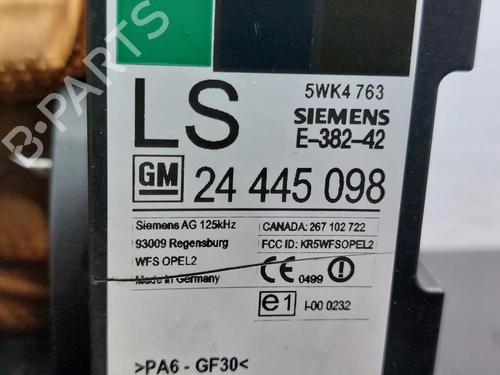 5WK4 763
LS
SIEMENS
E-382-42
GM 24 445 098
Siemens AG 125kHz
93009 Regensburg
WFS OPEL2
Made in Germany
CANADA: 267 102 722
FCC ID: KR5WFSOPEL2
CE 0499 !
e1 I-00 0232
>PA6 - GF30<
B-PARTS